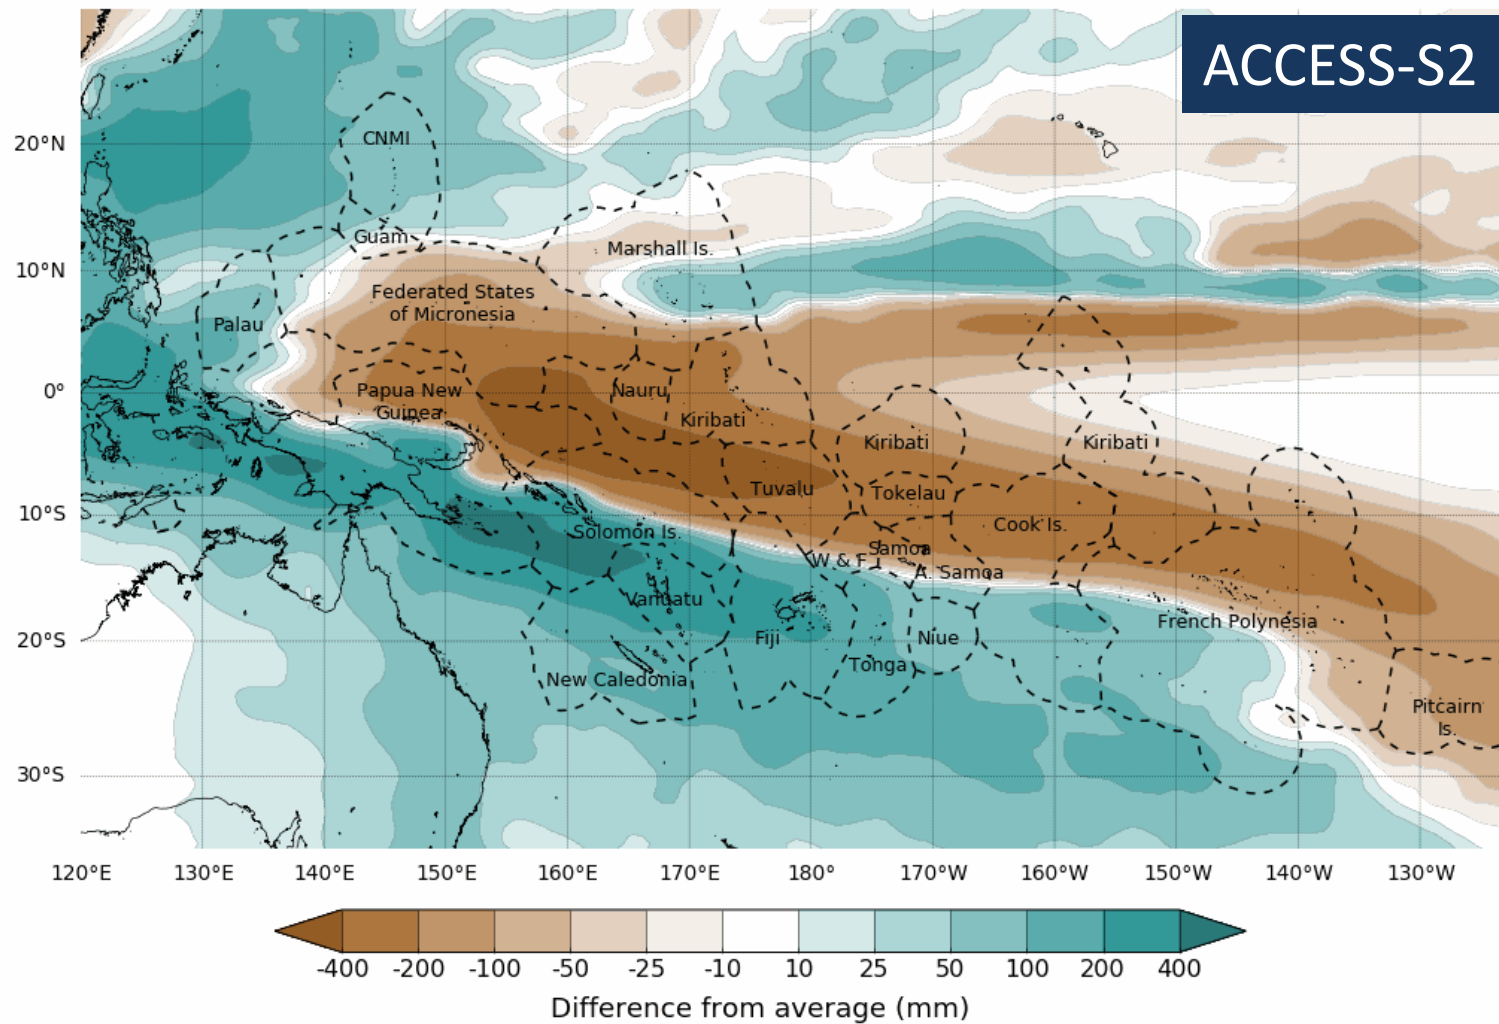 ACCESS-S2
20°N
CNMI
Guam
Marshall Is.
10°N
Federated States
of Micronesia
Palau
0°
Papua New
Guinea
Nauru
Kiribati
Kiribati
Kiribati
Tuvalu
Tokelau
10°S
Solomon Is.
Cook Is.
Samoa
W & F
A. Samoa
Vanuatu
French Polynesia
20°S
Fiji
Niue
Tonga
New Caledonia
Pitcairn
Is.
30°S
120°E 130°E 140°E 150°E 160°E 170°E 180° 170°W 160°W 150°W 140°W 130°W
-400 -200 -100 -50 -25 -10 10 25 50 100 200 400
Difference from average (mm)